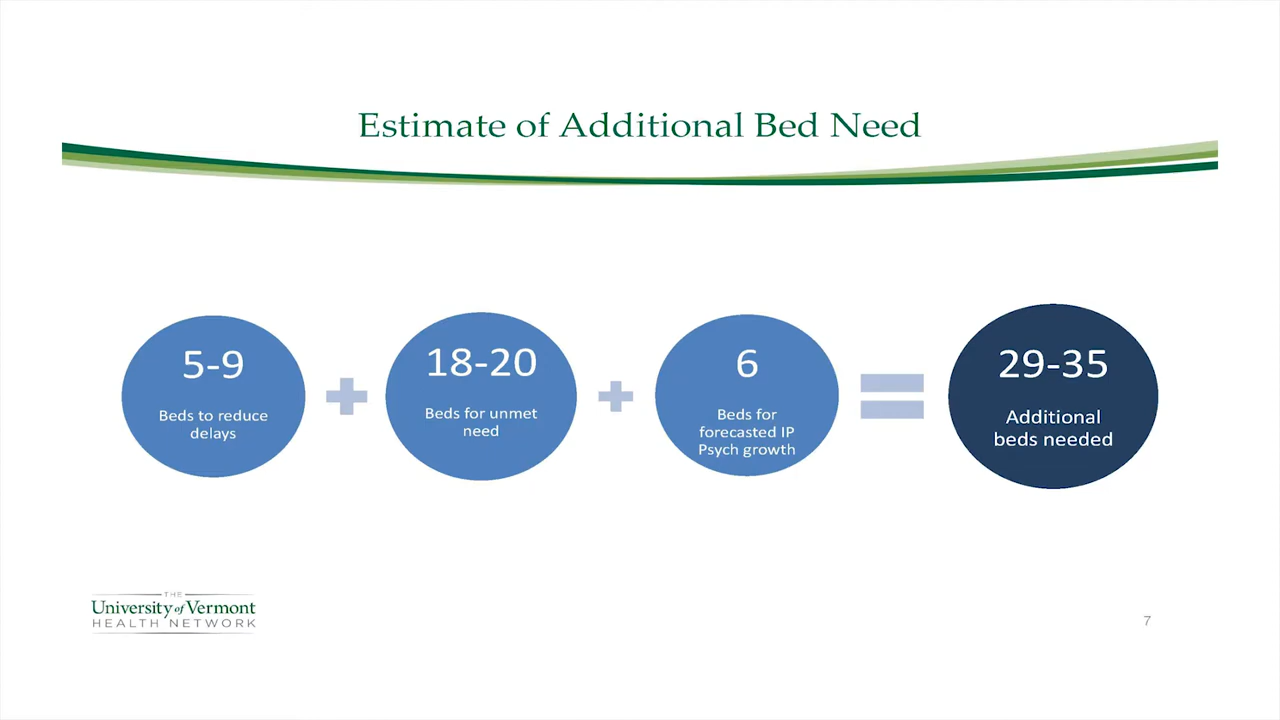 Estimate of Additional Bed Need
5-9
Beds to reduce
delays
18-20
Beds for unmet
need
6
Beds for
forecasted IP
Psych growth
29-35
Additional
beds needed
THE
University of Vermont
HEALTH NETWORK
7